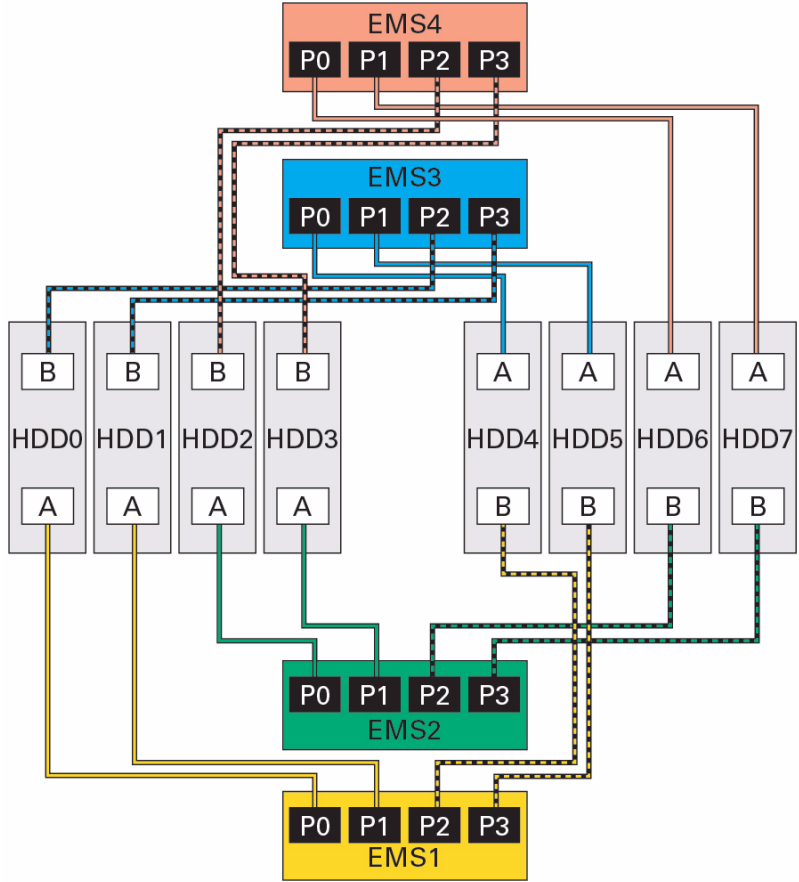 EMS4
P0 P1 P2 P3
EMS3
P0 P1 P2 P3
B B B B A A A A
HDD0 HDD1 HDD2 HDD3 HDD4 HDD5 HDD6 HDD7
A A A A B B B B
P0 P1 P2 P3
EMS2
P0 P1 P2 P3
EMS1